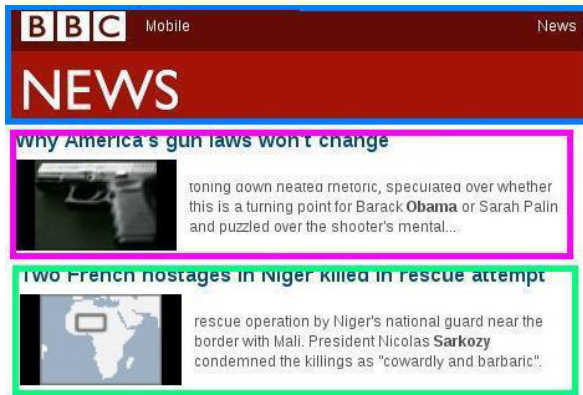 BBC Mobile News
NEWS
Why America's gun laws won't change
toning down heated rhetoric, speculated over whether
this is a turning point for Barack Obama or Sarah Palin
and puzzled over the shooter's mental...
Two French hostages in Niger killed in rescue attempt
rescue operation by Niger's national guard near the
border with Mali. President Nicolas Sarkozy
condemned the killings as "cowardly and barbaric".